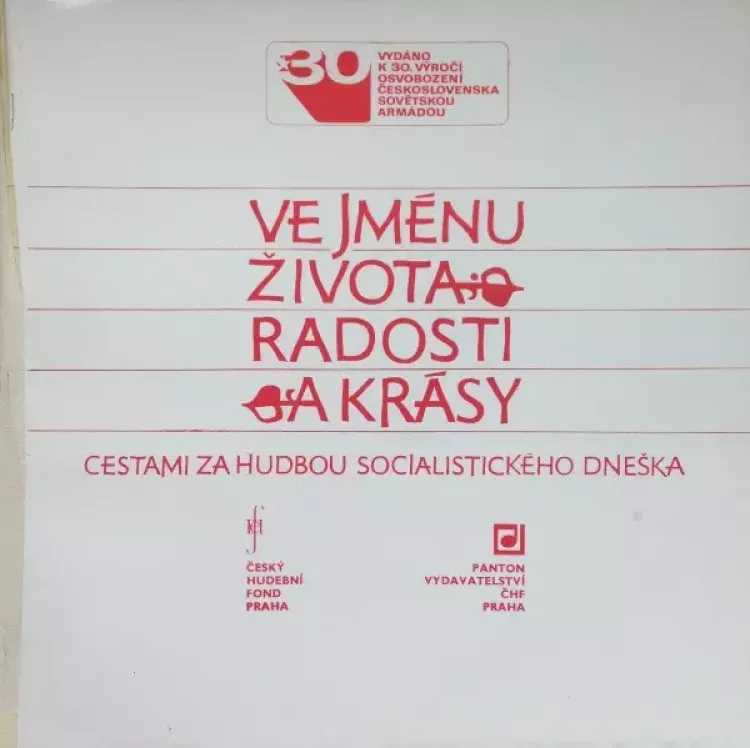 30
VYDÁNO
K 30. VÝROČÍ
OSVOBOZENÍ
ČESKOSLOVENSKA
SOVĚTSKOU
ARMÁDOU
VE JMÉNU
ŽIVOTA
RADOSTI
A KRÁSY
CESTAMI ZA HUDBOU SOCIALISTICKÉHO DNEŠKA
ČESKÝ
HUDEBNÍ
FOND
PRAHA
PANTON
VYDAVATELSTVÍ
ČHF
PRAHA